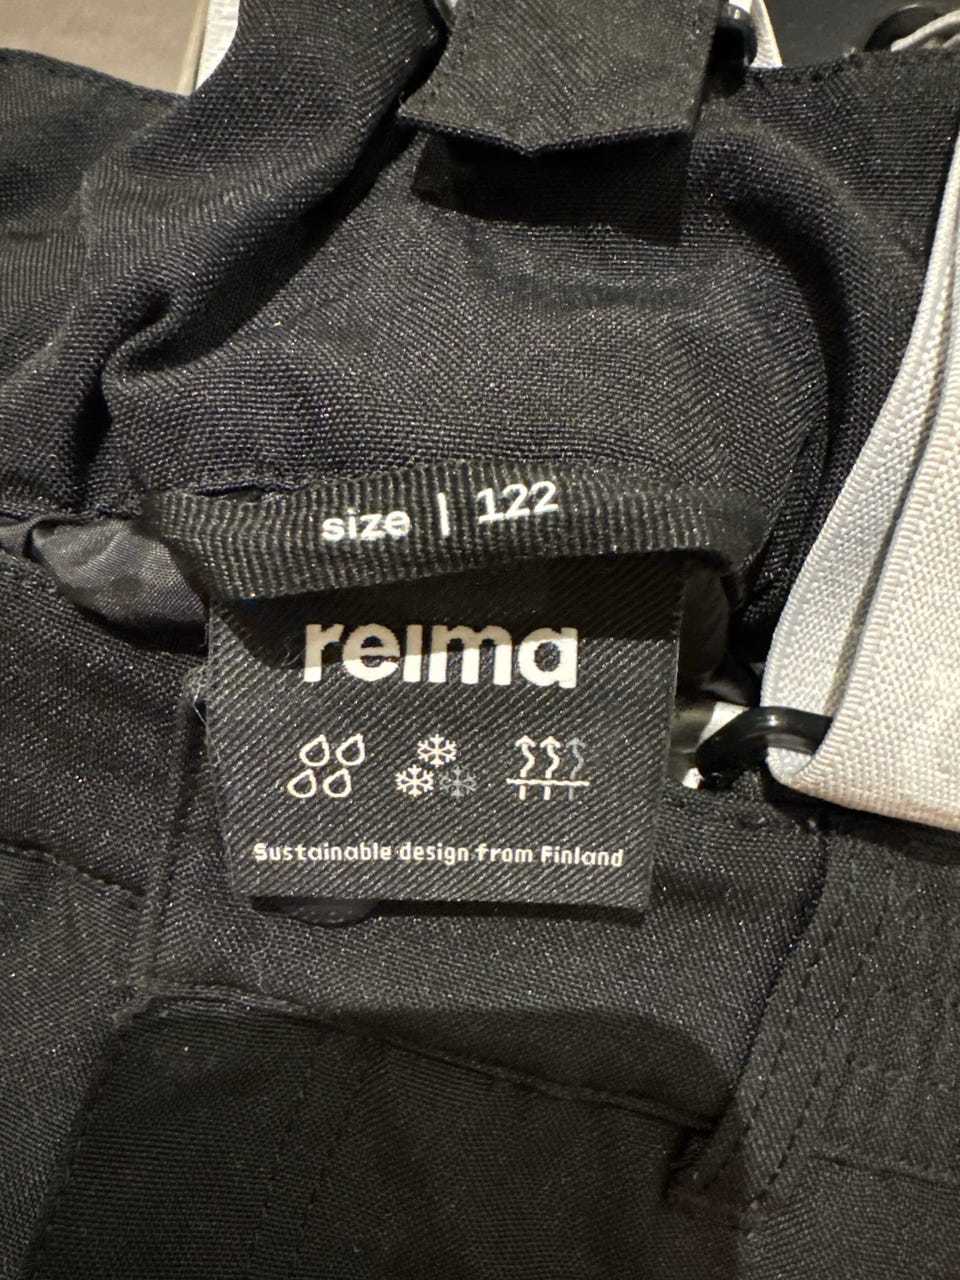 size | 122
reima
Sustainable design from Finland